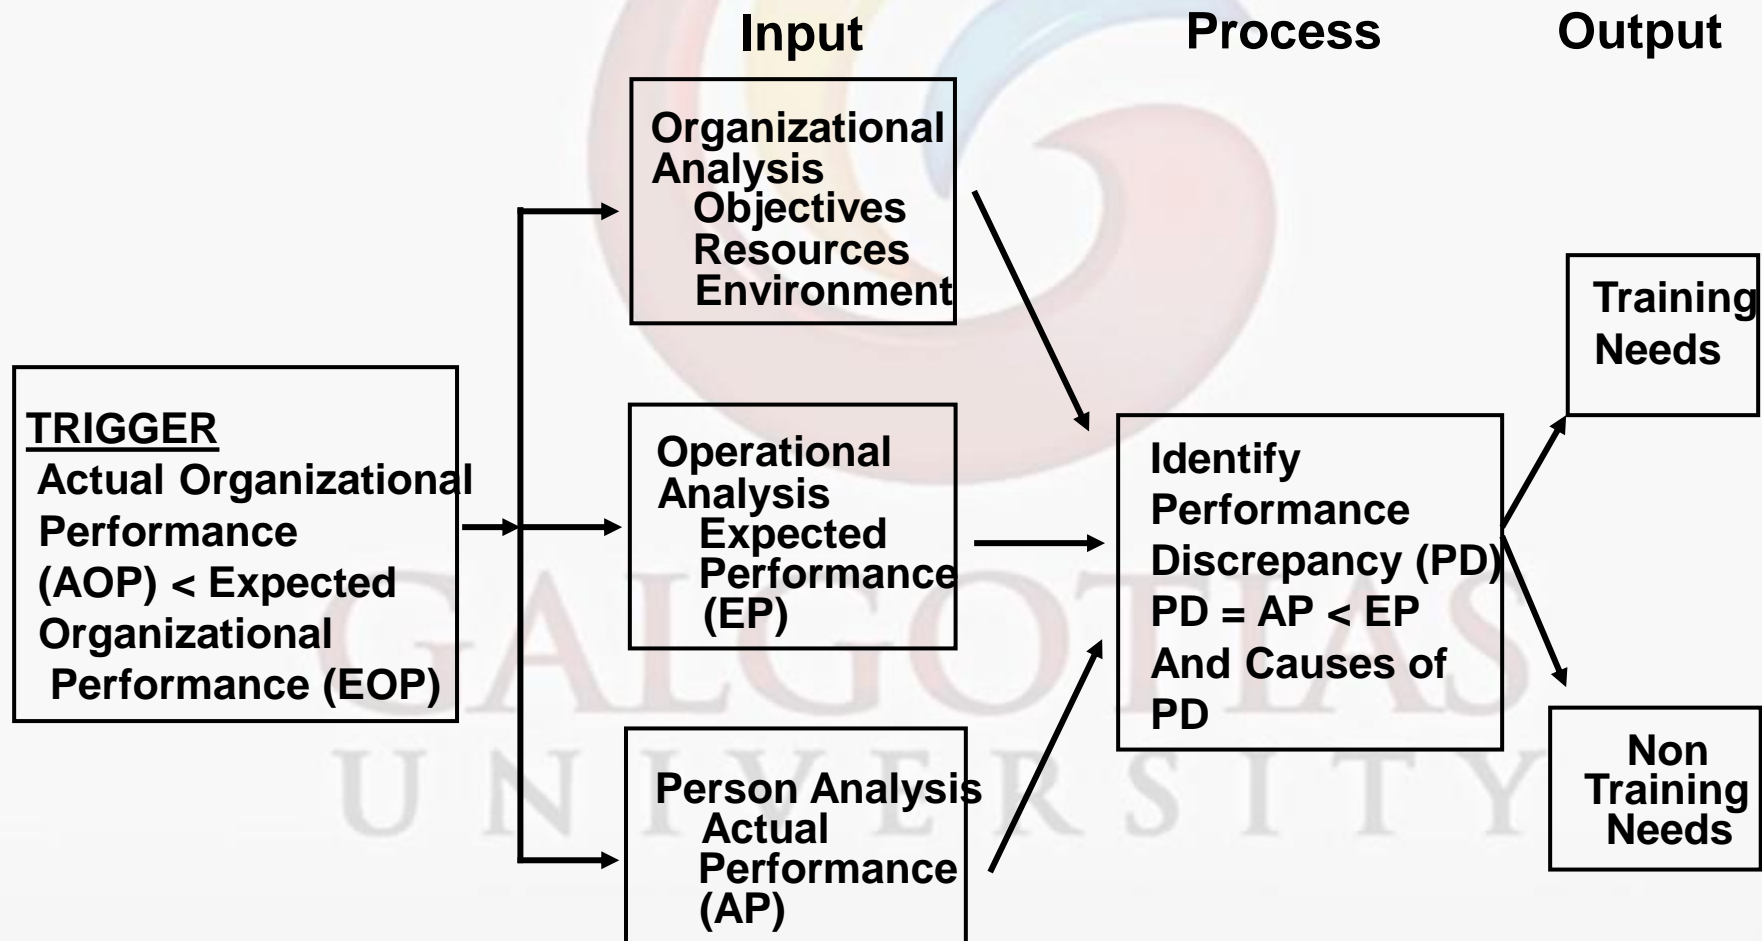 Input
Process
Output
Organizational
Analysis
Objectives
Resources
Environment
TRIGGER
Actual Organizational
Performance
(AOP) < Expected
Organizational
Performance (EOP)
Operational
Analysis
Expected
Performance
(EP)
Person Analysis
Actual
Performance
(AP)
Identify
Performance
Discrepancy (PD)
PD = AP < EP
And Causes of
PD
Training
Needs
Non
Training
Needs
GALGOTIAS
UNIVERSITY